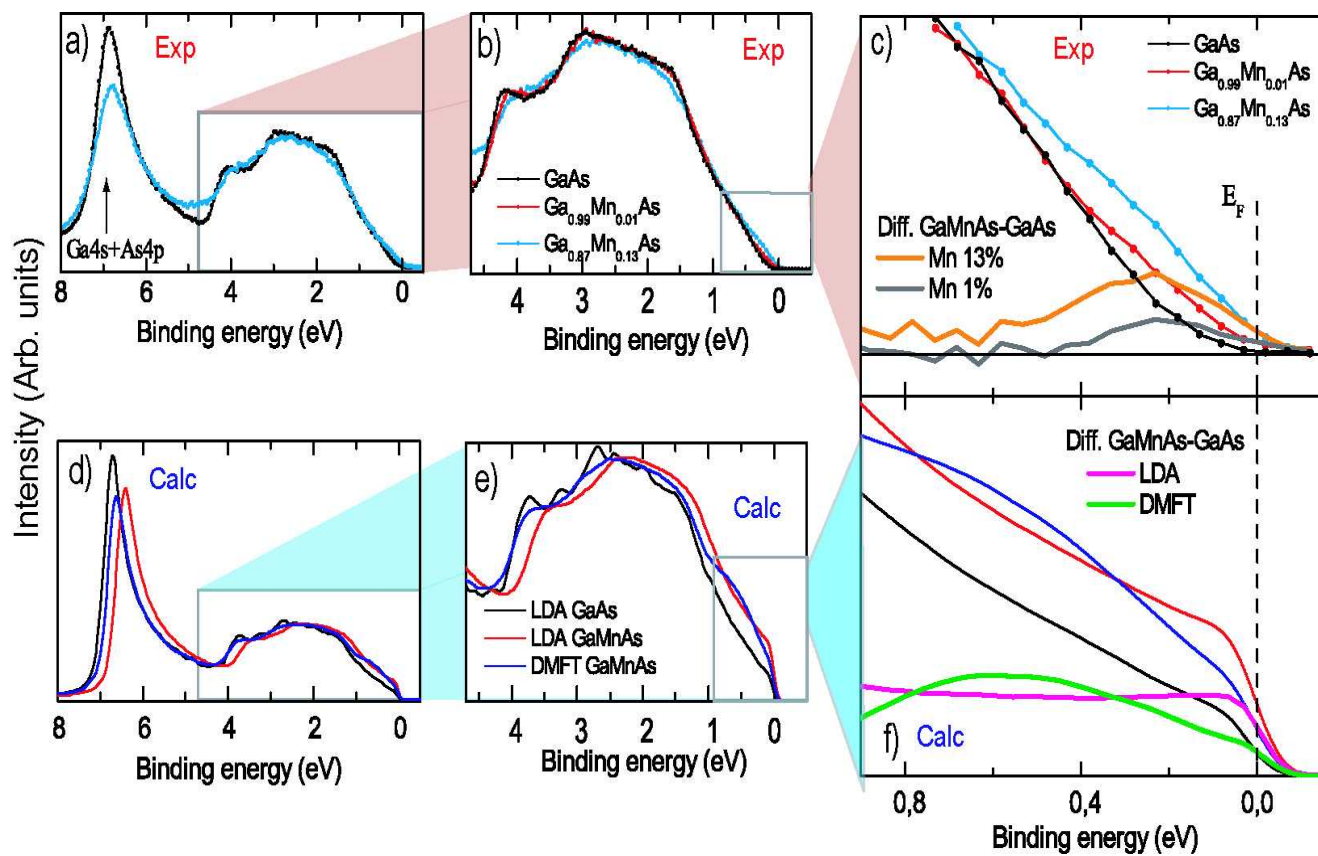 Intensity (Arb. units)
a)
Exp
Ga4s+As4p
8 6 4 2 0
Binding energy (eV)
b)
Exp
GaAs
Ga0.99Mn0.01As
Ga0.87Mn0.13As
4 3 2 1 0
Binding energy (eV)
c)
Exp
GaAs
Ga0.99Mn0.01As
Ga0.87Mn0.13As
EF
Diff. GaMnAs-GaAs
Mn 13%
Mn 1%
d)
Calc
8 6 4 2 0
Binding energy (eV)
e)
Calc
LDA GaAs
LDA GaMnAs
DMFT GaMnAs
4 3 2 1 0
Binding energy (eV)
Diff. GaMnAs-GaAs
LDA
DMFT
f)
Calc
0,8 0,4 0,0
Binding energy (eV)